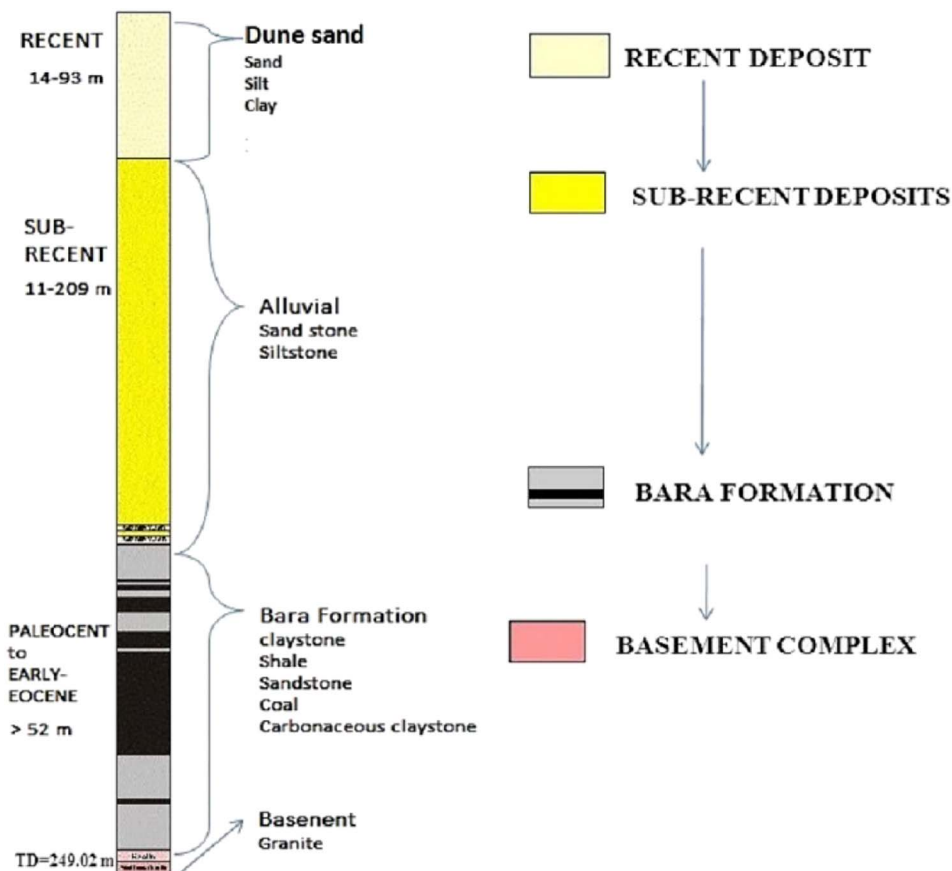 RECENT
14-93 m
Dune sand
Sand
Silt
Clay
SUB-
RECENT
11-209 m
Alluvial
Sand stone
Siltstone
PALEOCENT
to
EARLY-
EOCENE
> 52 m
Bara Formation
claystone
Shale
Sandstone
Coal
Carbonaceous claystone
Basenent
Granite
TD=249.02 m
RECENT DEPOSIT
SUB-RECENT DEPOSITS
BARA FORMATION
BASEMENT COMPLEX